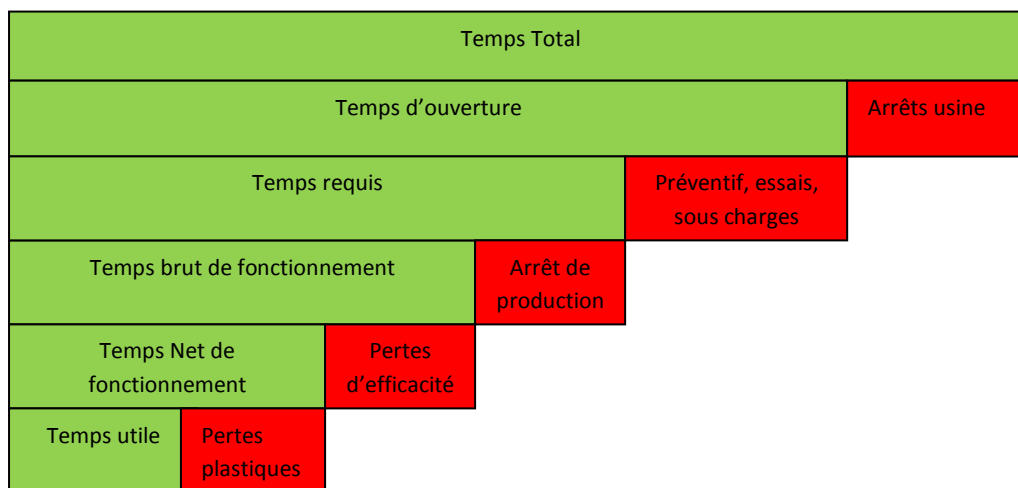 Temps Total
Temps d'ouverture
Arrêts usine
Temps requis
Préventif, essais,
sous charges
Temps brut de fonctionnement
Arrêt de
production
Temps Net de
fonctionnement
Pertes
d'efficacité
Temps utile
Pertes
plastiques